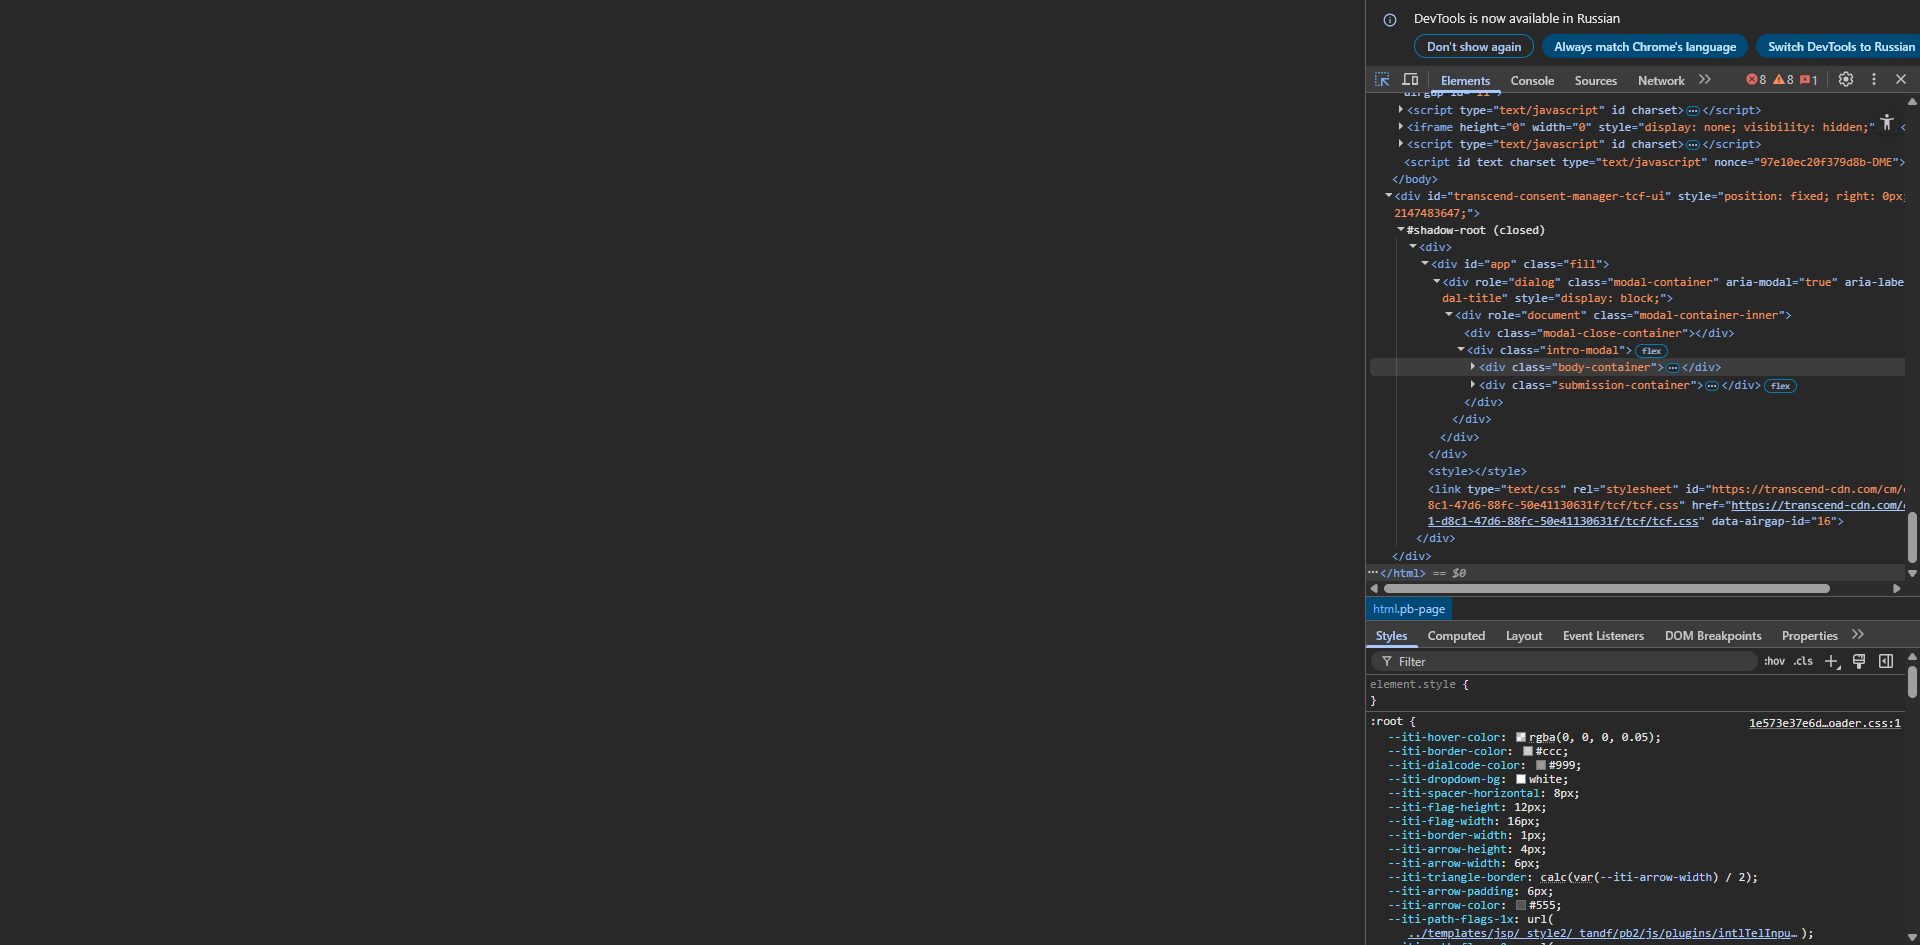 DevTools is now available in Russian
Don't show again Always match Chrome's language Switch DevTools to Russian
Elements Console Sources Network 8 8 1
<script type="text/javascript" id charset></script>
<iframe height="0" width="0" style="display: none; visibility: hidden;"
<script type="text/javascript" id charset></script>
<script id text charset type="text/javascript" nonce="97e10ec20f379d8b-DME">
</body>
<div id="transcend-consent-manager-tcf-ui" style="position: fixed; right: 0px;
2147483647;">
#shadow-root (closed)
<div>
<div id="app" class="fill">
<div role="dialog" class="modal-container" aria-modal="true" aria-labe
dal-title" style="display: block;">
<div role="document" class="modal-container-inner">
<div class="modal-close-container"></div>
<div class="intro-modal"> flex
<div class="body-container">…</div>
<div class="submission-container">…</div> flex
</div>
</div>
</div>
</div>
<style></style>
<link type="text/css" rel="stylesheet" id="https://transcend-cdn.com/cm/
8c1-47d6-88fc-50e41130631f/tcf/tcf.css" href="https://transcend-cdn.com/
1-d8c1-47d6-88fc-50e41130631f/tcf/tcf.css" data-airgap-id="16">
</div>
</div>
…</html> == $0
html.pb-page
Styles Computed Layout Event Listeners DOM Breakpoints Properties
Filter :hov .cls
element.style {
}
:root { 1e573e37e6d…oader.css:1
--iti-hover-color: rgba(0, 0, 0, 0.05);
--iti-border-color: #ccc;
--iti-dialcode-color: #999;
--iti-dropdown-bg: white;
--iti-spacer-horizontal: 8px;
--iti-flag-height: 12px;
--iti-flag-width: 16px;
--iti-border-width: 1px;
--iti-arrow-height: 4px;
--iti-arrow-width: 6px;
--iti-triangle-border: calc(var(--iti-arrow-width) / 2);
--iti-arrow-padding: 6px;
--iti-arrow-color: #555;
--iti-path-flags-1x: url(
../templates/jsp/_style2/_tandf/pb2/js/plugins/intlTelInpu… );